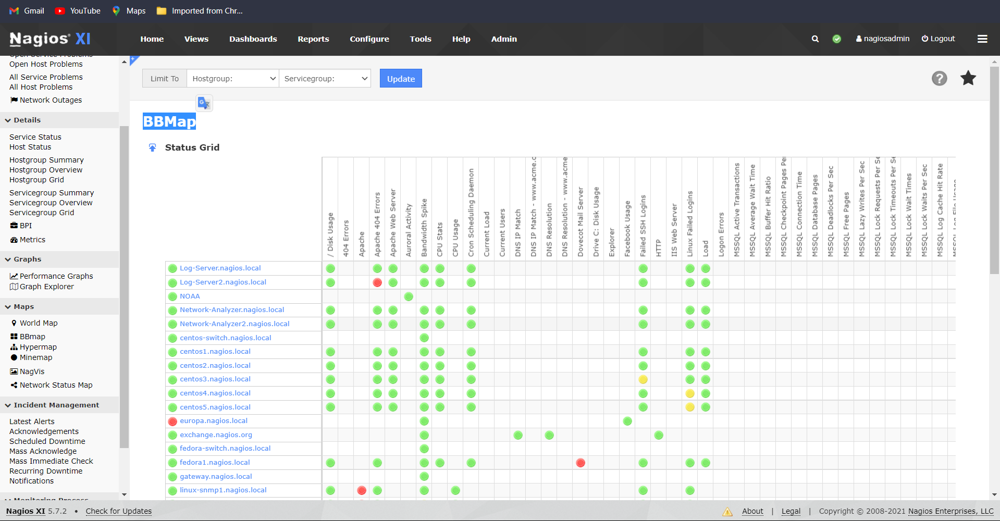 Gmail YouTube Maps Imported from Chr...
Nagios® XI Home Views Dashboards Reports Configure Tools Help Admin nagiosadmin Logout
Open Service Problems
Open Host Problems
All Service Problems
All Host Problems
Network Outages
Details
Service Status
Host Status
Hostgroup Summary
Hostgroup Overview
Hostgroup Grid
Servicegroup Summary
Servicegroup Overview
Servicegroup Grid
BPI
Metrics
Graphs
Performance Graphs
Graph Explorer
Maps
World Map
BBmap
Hypermap
Minemap
NagVis
Network Status Map
Incident Management
Latest Alerts
Acknowledgements
Scheduled Downtime
Mass Acknowledge
Mass Immediate Check
Recurring Downtime
Notifications
Monitoring Process
Limit To Hostgroup: Servicegroup: Update
BBMap
Status Grid
/ Disk Usage
404 Errors
Apache
Apache 404 Errors
Apache Web Server
Auroral Activity
Bandwidth Spike
CPU Stats
CPU Usage
Cron Scheduling Daemon
Current Load
Current Users
DNS IP Match
DNS IP Match - www.acme.c
DNS Resolution
DNS Resolution - www.acme
Dovecot Mail Server
Drive C: Disk Usage
Explorer
Facebook Usage
Failed SSH Logins
HTTP
IIS Web Server
Linux Failed Logins
Load
Logon Errors
MSSQL Active Transactions
MSSQL Average Wait Time
MSSQL Buffer Hit Ratio
MSSQL Checkpoint Pages Pe
MSSQL Connection Time
MSSQL Database Pages
MSSQL Deadlocks Per Sec
MSSQL Free Pages
MSSQL Lazy Writes Per Sec
MSSQL Lock Requests Per Se
MSSQL Lock Timeouts Per Se
MSSQL Lock Wait Times
MSSQL Lock Waits Per Sec
MSSQL Log Cache Hit Rate
MSSQL Log File Usage
Log-Server.nagios.local
Log-Server2.nagios.local
NOAA
Network-Analyzer.nagios.local
Network-Analyzer2.nagios.local
centos-switch.nagios.local
centos1.nagios.local
centos2.nagios.local
centos3.nagios.local
centos4.nagios.local
centos5.nagios.local
europa.nagios.local
exchange.nagios.org
fedora-switch.nagios.local
fedora1.nagios.local
gateway.nagios.local
linux-snmp1.nagios.local
Nagios XI 5.7.2 • Check for Updates About | Legal | Copyright © 2008-2021 Nagios Enterprises, LLC